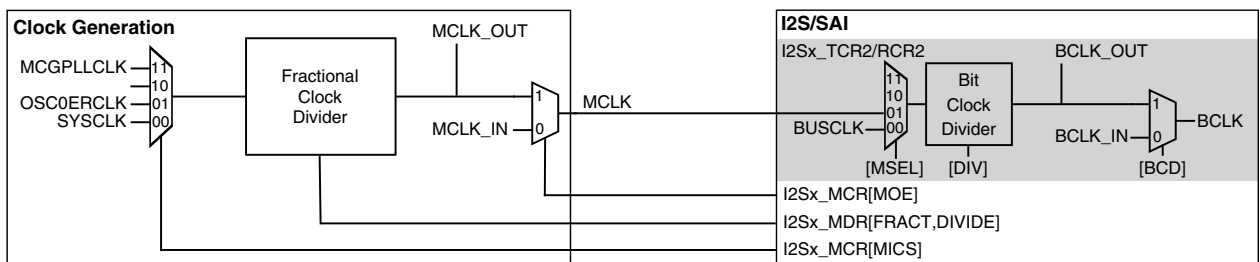 Clock Generation
MCGPLLCLK
11
10
OSC0ERCLK
01
SYSCLK
00
Fractional
Clock
Divider
MCLK_OUT
1
MCLK_IN
0
MCLK
I2S/SAI
I2Sx_TCR2/RCR2
11
10
01
BUSCLK
00
[MSEL]
Bit
Clock
Divider
[DIV]
BCLK_OUT
1
BCLK_IN
0
[BCD]
BCLK
I2Sx_MCR[MOE]
I2Sx_MDR[FRACT,DIVIDE]
I2Sx_MCR[MICS]